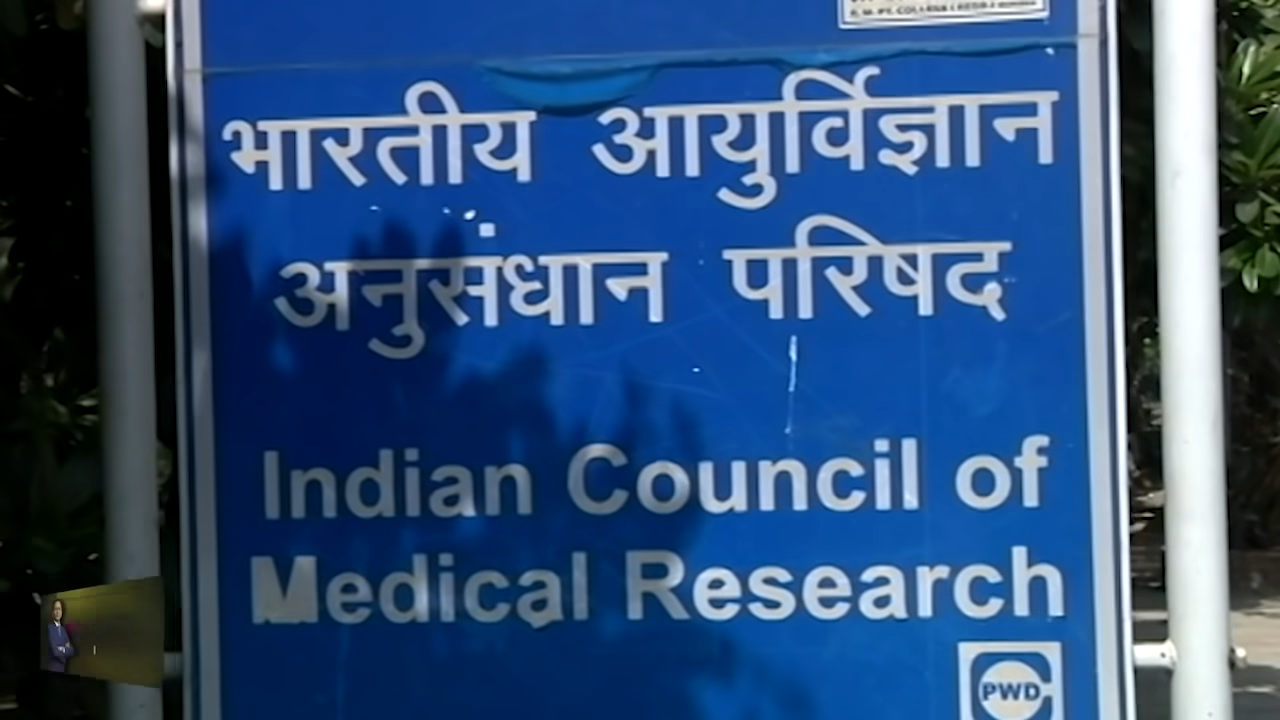 भारतीय आयुर्विज्ञान
अनुसंधान परिषद
Indian Council of
Medical Research
PWD